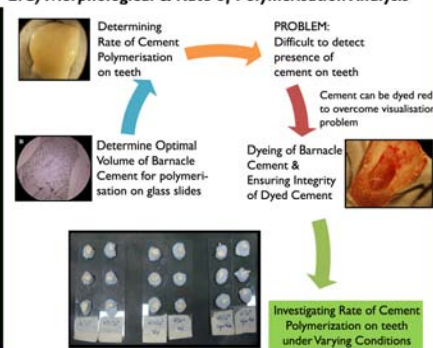 Determining
Rate of Cement
Polymerisation
on teeth
PROBLEM:
Difficult to detect
presence of
cement on teeth
Cement can be dyed red
to overcome visualisation
problem
Determine Optimal
Volume of Barnacle
Cement for polymeri-
sation on glass slides
Dyeing of Barnacle
Cement &
Ensuring Integrity
of Dyed Cement
Investigating Rate of Cement
Polymerization on teeth
under Varying Conditions